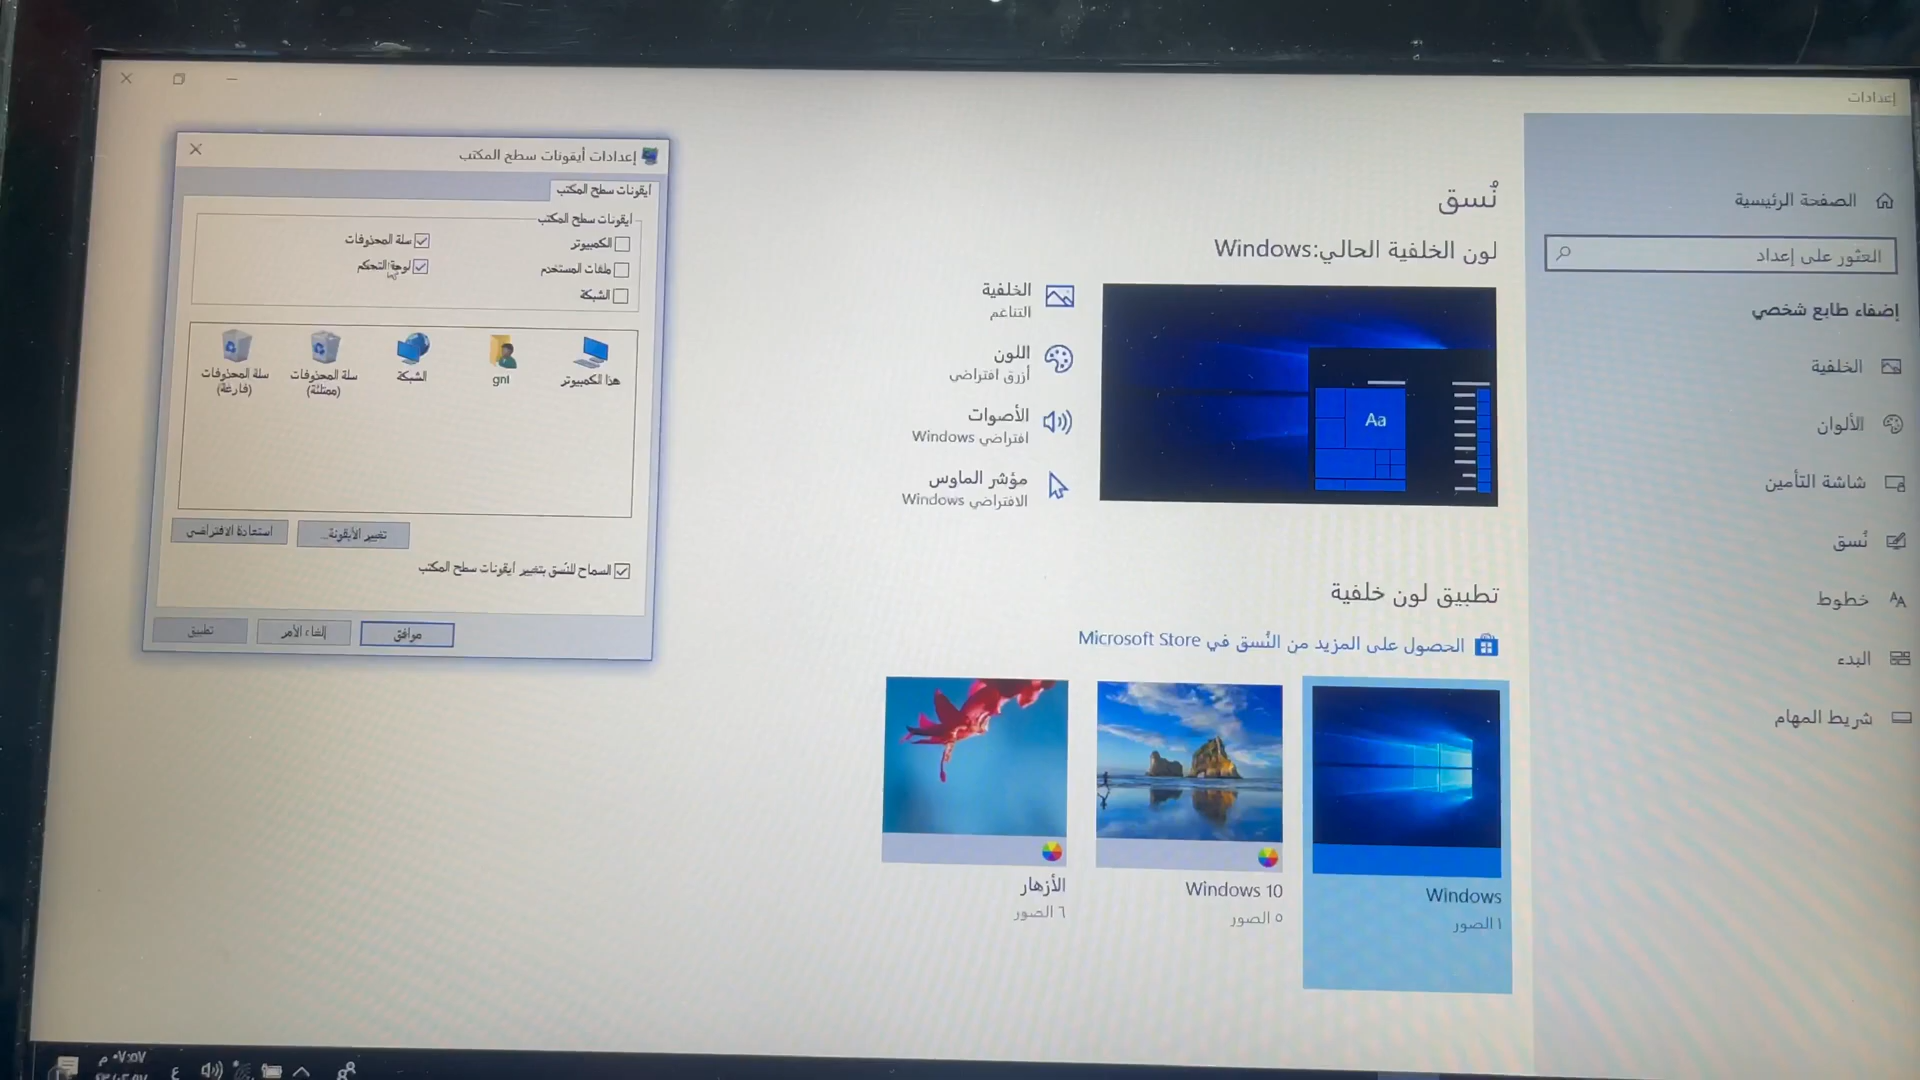 إعدادات
الصفحة الرئيسية
العثور على إعداد
إضفاء طابع شخصي
الخلفية
الألوان
شاشة التأمين
نُسق
خطوط
البدء
شريط المهام
نُسق
لون الخلفية الحالي:Windows
Aa
الخلفية
التناغم
اللون
أزرق افتراضي
الأصوات
افتراضي Windows
مؤشر الماوس
الافتراضي Windows
تطبيق لون خلفية
الحصول على المزيد من النُسق في Microsoft Store
Windows
١ الصور
Windows 10
٥ الصور
الأزهار
٦ الصور
إعدادات أيقونات سطح المكتب
أيقونات سطح المكتب
أيقونات سطح المكتب
الكمبيوتر
سلة المحذوفات
ملفات المستخدم
لوحة التحكم
الشبكة
هذا الكمبيوتر
gnl
الشبكة
سلة المحذوفات (ممتلئة)
سلة المحذوفات (فارغة)
تغيير الأيقونة...
استعادة الافتراضي
السماح للنُسق بتغيير أيقونات سطح المكتب
موافق
إلغاء الأمر
تطبيق
ع
٠٧:٥٧ م